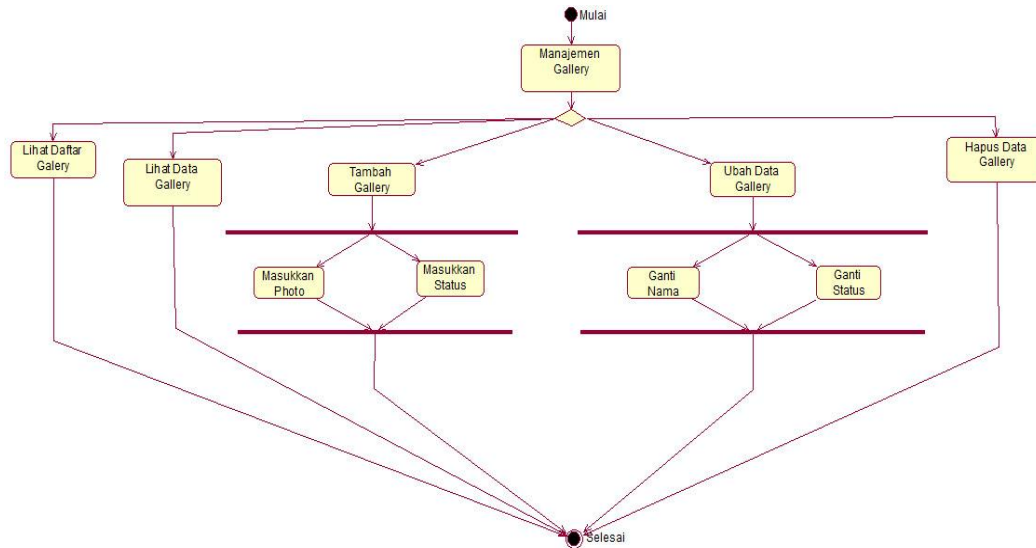 Mulai
Manajemen
Gallery
Lihat Daftar
Galery
Lihat Data
Gallery
Tambah
Gallery
Ubah Data
Gallery
Hapus Data
Gallery
Masukkan
Photo
Masukkan
Status
Ganti
Nama
Ganti
Status
Selesai